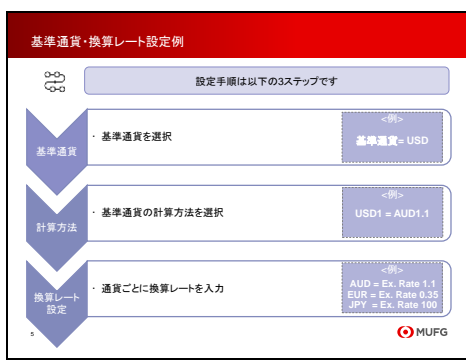 基準通貨・換算レート設定例
設定手順は以下の3ステップです
基準通貨
・ 基準通貨を選択
<例>
基準通貨= USD
計算方法
・ 基準通貨の計算方法を選択
<例>
USD1 = AUD1.1
換算レート
設定
・ 通貨ごとに換算レートを入力
<例>
AUD = Ex. Rate 1.1
EUR = Ex. Rate 0.35
JPY = Ex. Rate 100
5
MUFG